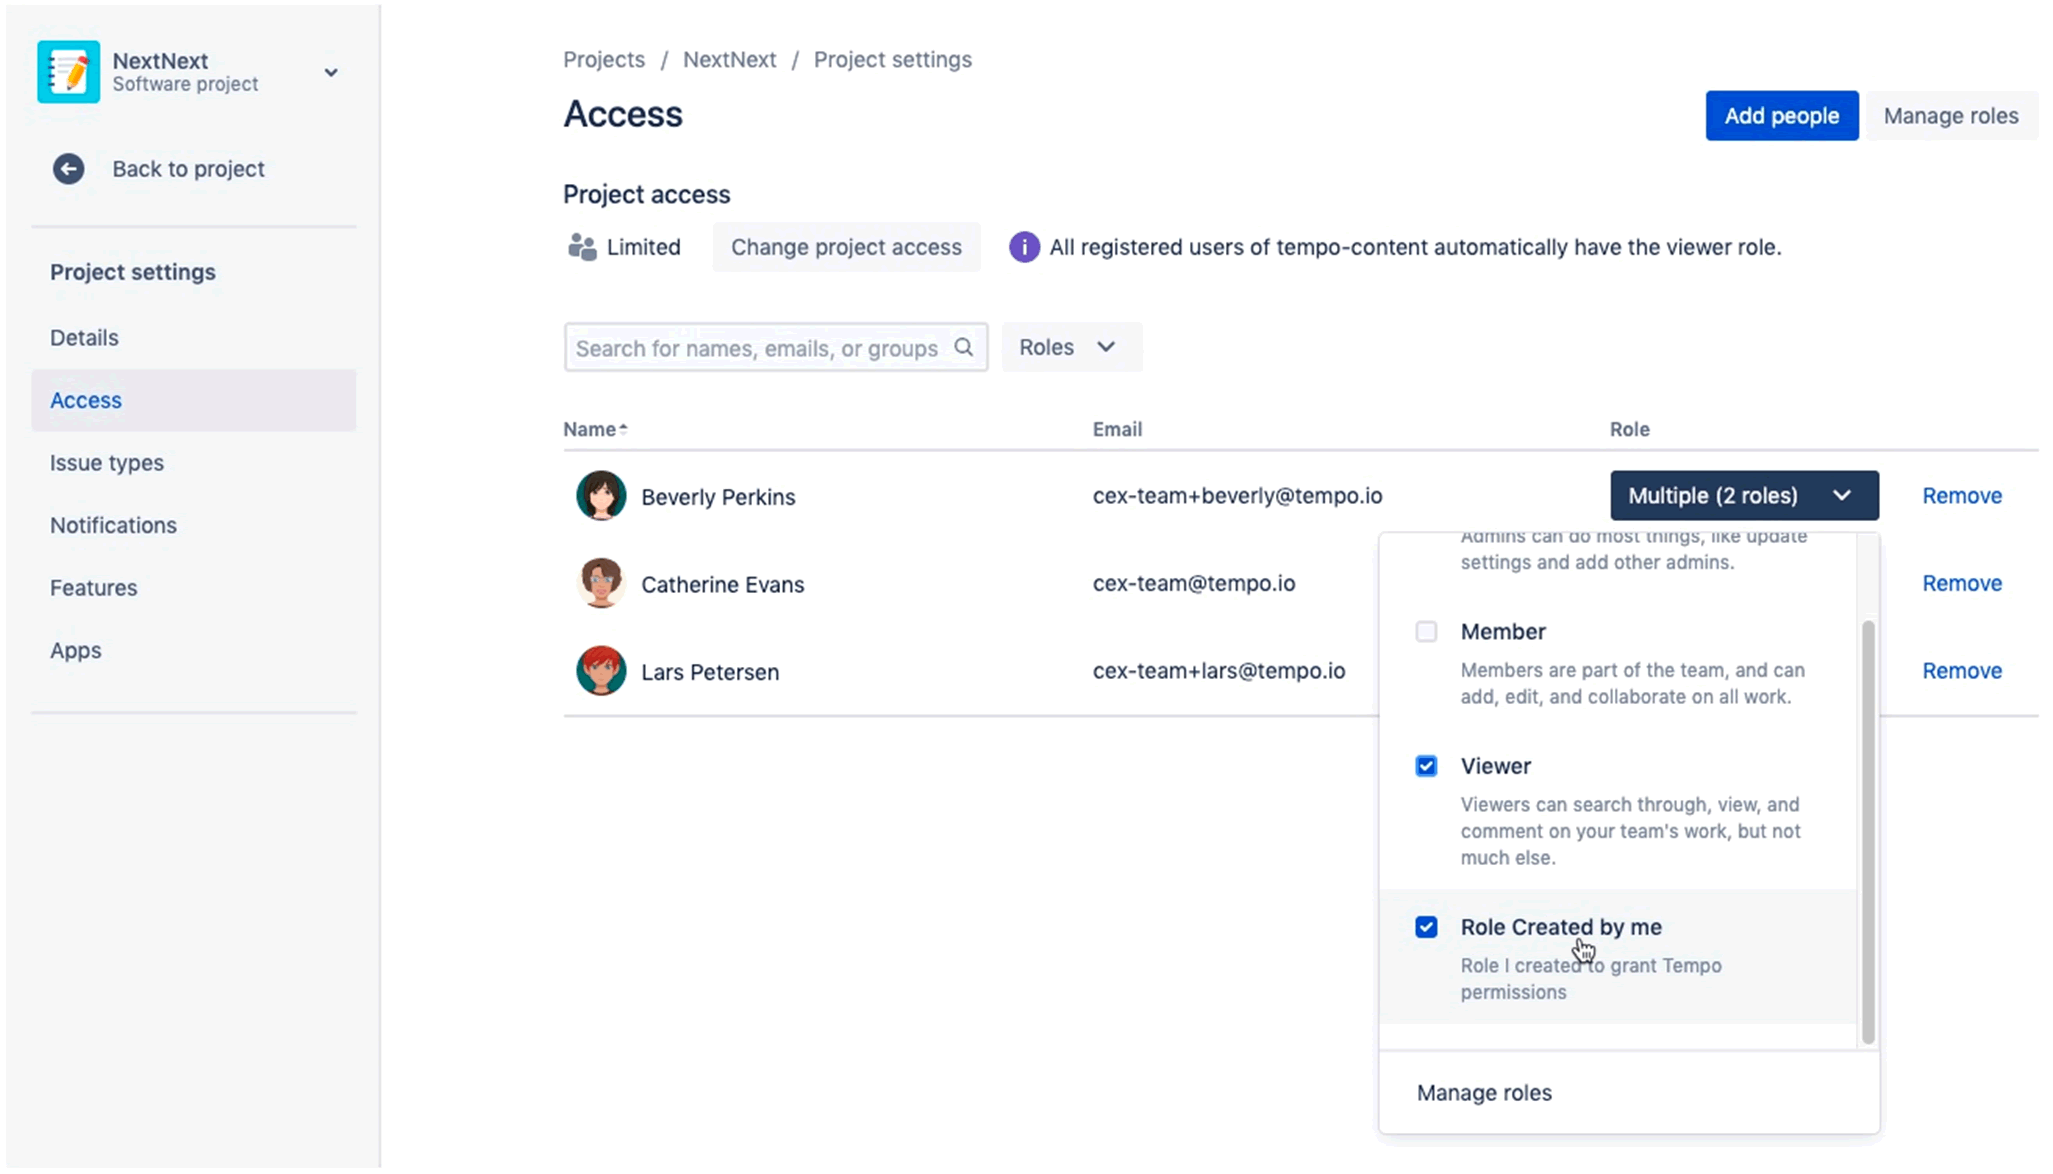 NextNext
Software project
Back to project
Project settings
Details
Access
Issue types
Notifications
Features
Apps
Projects / NextNext / Project settings
Access
Add people
Manage roles
Project access
Limited
Change project access
All registered users of tempo-content automatically have the viewer role.
Search for names, emails, or groups
Roles
Name Email Role
Beverly Perkins cex-team+beverly@tempo.io Multiple (2 roles) Remove
Catherine Evans cex-team@tempo.io Remove
Lars Petersen cex-team+lars@tempo.io Remove
Admins can do most things, like update
settings and add other admins.
Member
Members are part of the team, and can
add, edit, and collaborate on all work.
Viewer
Viewers can search through, view, and
comment on your team's work, but not
much else.
Role Created by me
Role I created to grant Tempo
permissions
Manage roles